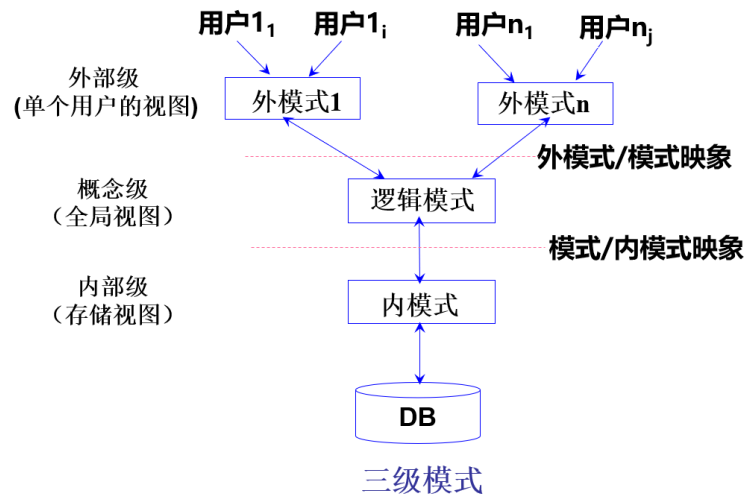 用户1₁ 用户1ᵢ 用户n₁ 用户nⱼ
外部级
(单个用户的视图)
外模式1 外模式n
外模式/模式映象
概念级
（全局视图）
逻辑模式
模式/内模式映象
内部级
（存储视图）
内模式
DB
三级模式